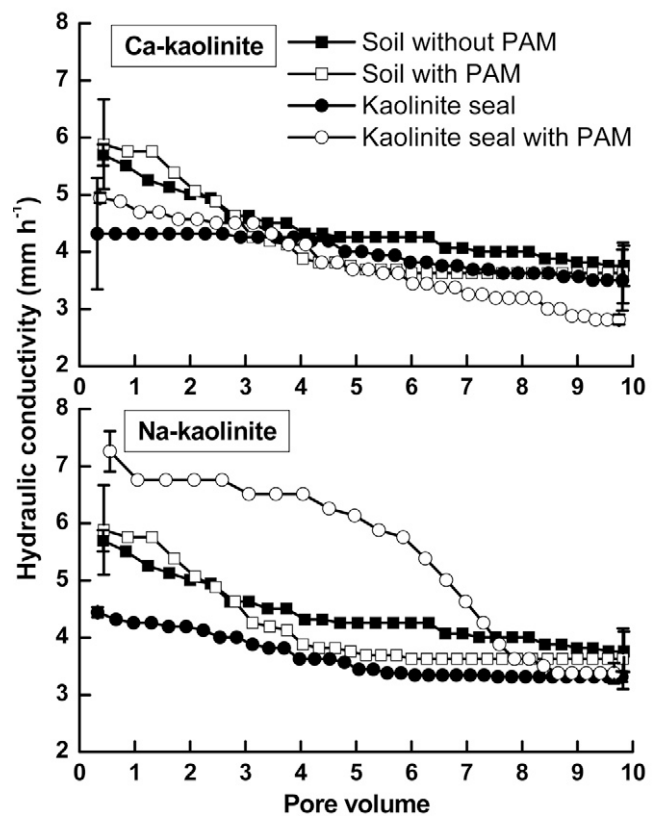 Ca-kaolinite
Soil without PAM
Soil with PAM
Kaolinite seal
Kaolinite seal with PAM
8
7
6
5
4
3
2
0 1 2 3 4 5 6 7 8 9 10
Hydraulic conductivity (mm h-1)
Na-kaolinite
8
7
6
5
4
3
2
0 1 2 3 4 5 6 7 8 9 10
Pore volume